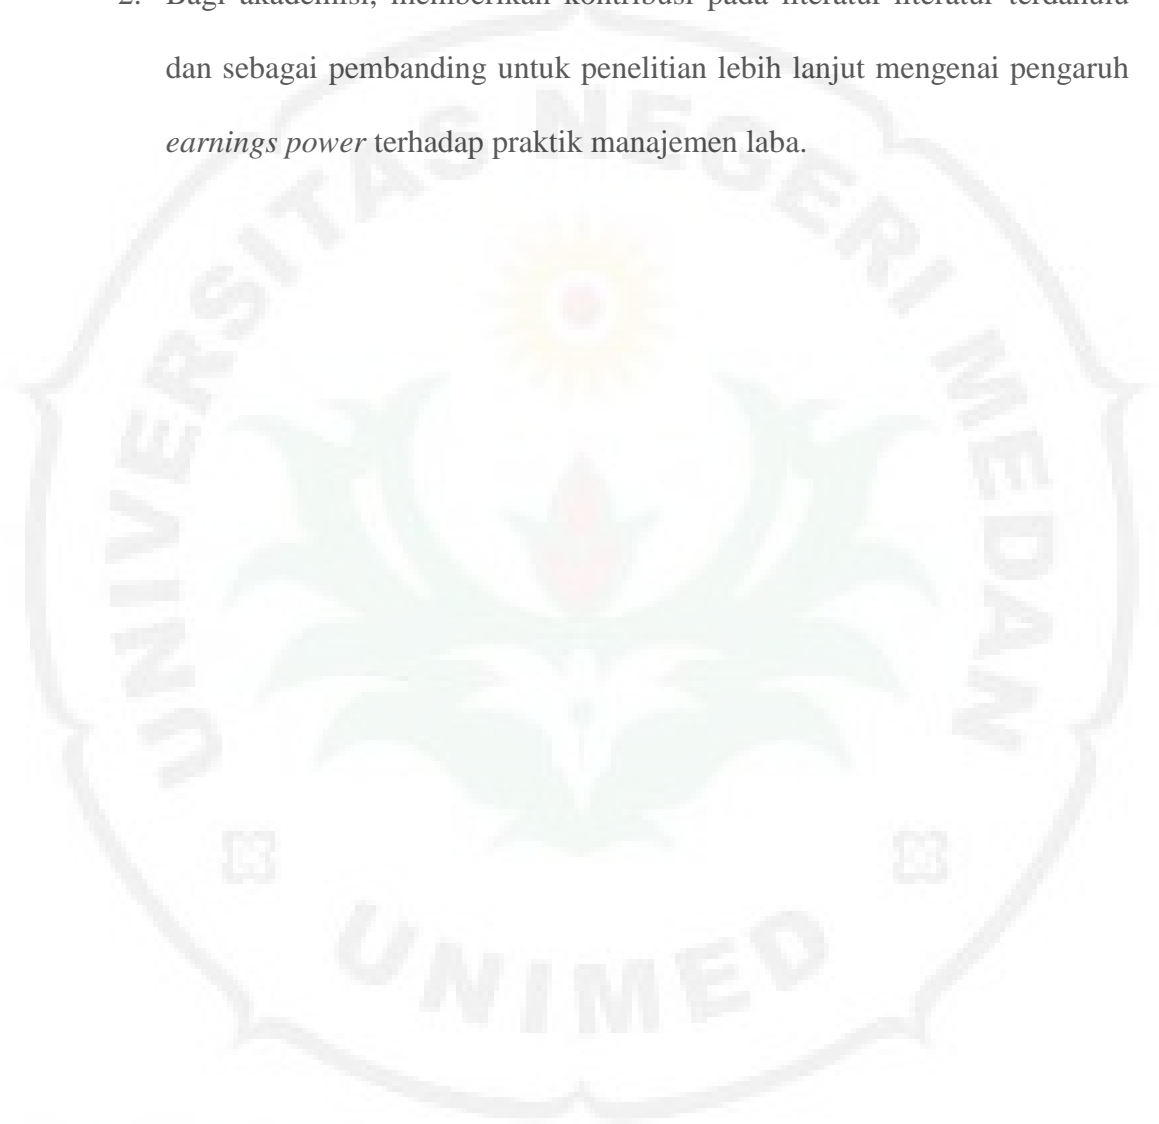 2. Bagi akademisi, memberikan kontribusi pada literatur-literatur terdahulu
dan sebagai pembanding untuk penelitian lebih lanjut mengenai pengaruh
earnings power terhadap praktik manajemen laba.
UNIVERSITAS NEGERI MEDAN
UNIMED